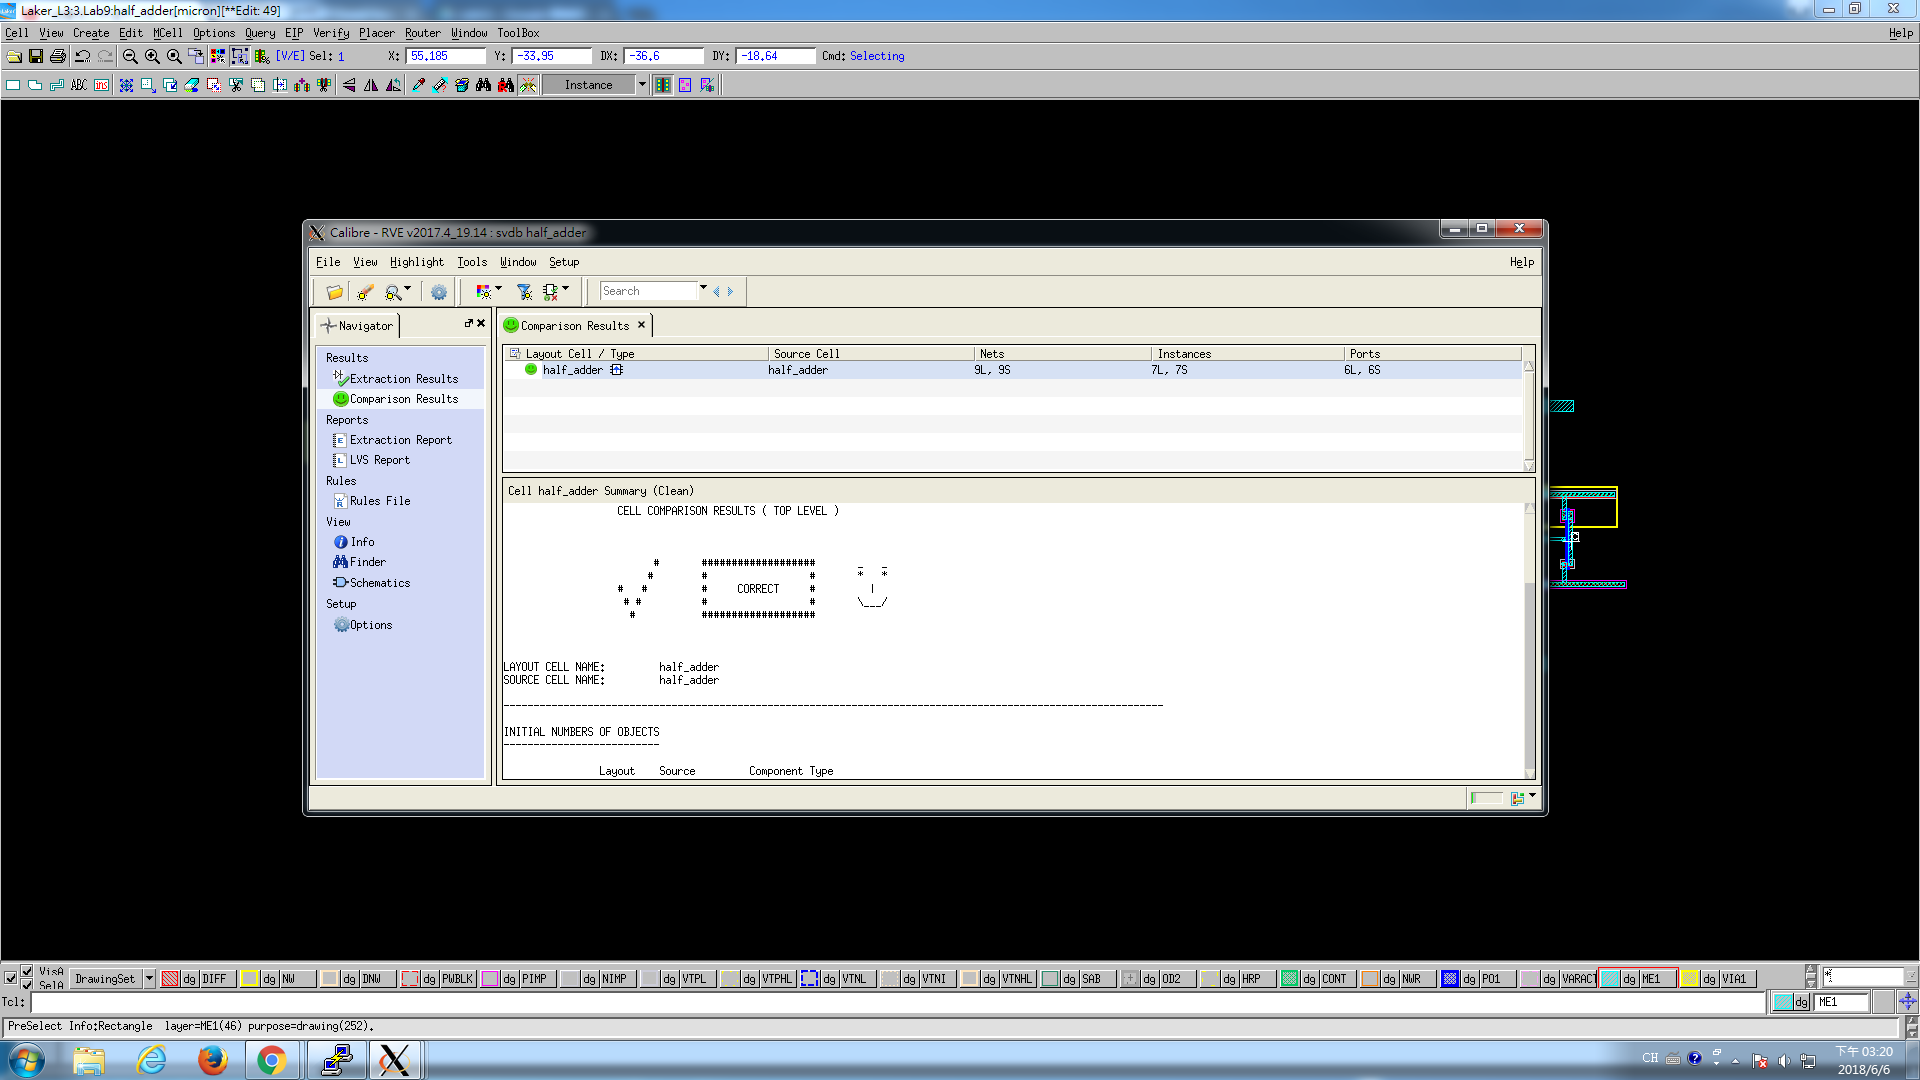 Laker_L3:3.Lab9:half_adder[micron][**Edit: 49]
Cell View Create Edit MCell Options Query EIP Verify Placer Router Window ToolBox Help
[V/E] Sel: 1 X: 55.185 Y: -33.95 DX: -36.6 DY: -18.64 Cmd: Selecting
ABC Instance
Calibre - RVE v2017.4_19.14 : svdb half_adder
File View Highlight Tools Window Setup Help
Search
Navigator
Results
Extraction Results
Comparison Results
Reports
Extraction Report
LVS Report
Rules
Rules File
View
Info
Finder
Schematics
Setup
Options
Comparison Results
Layout Cell / Type Source Cell Nets Instances Ports
half_adder half_adder 9L, 9S 7L, 7S 6L, 6S
Cell half_adder Summary (Clean)
CELL COMPARISON RESULTS ( TOP LEVEL )
# ################### _ _
# # # * *
# # # CORRECT # |
# # # # \___/
# ###################
LAYOUT CELL NAME: half_adder
SOURCE CELL NAME: half_adder
INITIAL NUMBERS OF OBJECTS
--------------------------
Layout Source Component Type
VisA
SelA
DrawingSet dg DIFF dg NW dg DNW dg PWBLK dg PIMP dg NIMP dg VTPL dg VTPHL dg VTNL dg VTNI dg VTNHL dg SAB dg OD2 dg HRP dg CONT dg NWR dg PO1 dg VARACT dg ME1 dg VIA1 *
Tcl: dg ME1
PreSelect Info:Rectangle layer=ME1(46) purpose=drawing(252).
CH
下午 03:20
2018/6/6